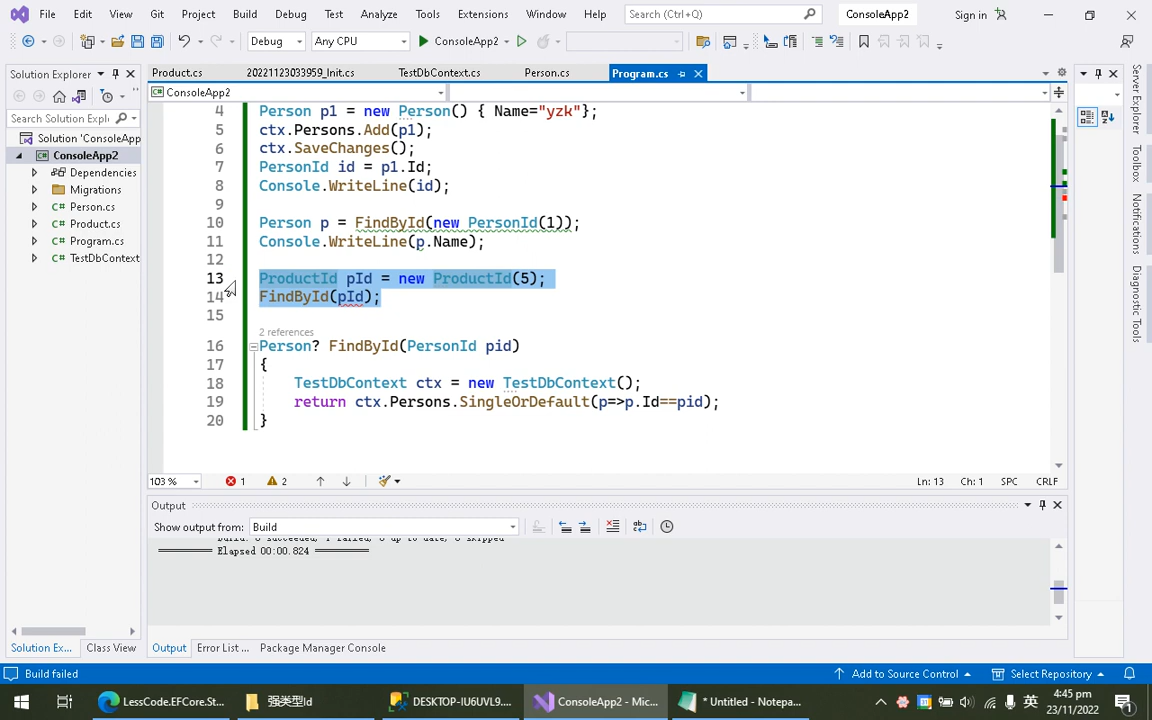 File Edit View Git Project Build Debug Test Analyze Tools Extensions Window Help Search (Ctrl+Q) ConsoleApp2 Sign in
Debug Any CPU ConsoleApp2
Solution Explorer
Product.cs 20221123033959_Init.cs TestDbContext.cs Person.cs Program.cs
ConsoleApp2
Search Solution Explo
Solution 'ConsoleApp
ConsoleApp2
Dependencies
Migrations
Person.cs
Product.cs
Program.cs
TestDbContext
4 Person p1 = new Person() { Name="yzk"};
5 ctx.Persons.Add(p1);
6 ctx.SaveChanges();
7 PersonId id = p1.Id;
8 Console.WriteLine(id);
9
10 Person p = FindById(new PersonId(1));
11 Console.WriteLine(p.Name);
12
13 ProductId pId = new ProductId(5);
14 FindById(pId);
15
2 references
16 Person? FindById(PersonId pid)
17 {
18 TestDbContext ctx = new TestDbContext();
19 return ctx.Persons.SingleOrDefault(p=>p.Id==pid);
20 }
103 % 1 2 Ln: 13 Ch: 1 SPC CRLF
Output
Show output from: Build
========== Elapsed 00:00.824 ==========
Solution Ex... Class View Output Error List ... Package Manager Console
Server Explorer
Toolbox
Notifications
Diagnostic Tools
Build failed Add to Source Control Select Repository
LessCode.EFCore.St... 强类型Id DESKTOP-IU6UVL9.... ConsoleApp2 - Mic... * Untitled - Notepa... 英 4:45 pm
23/11/2022